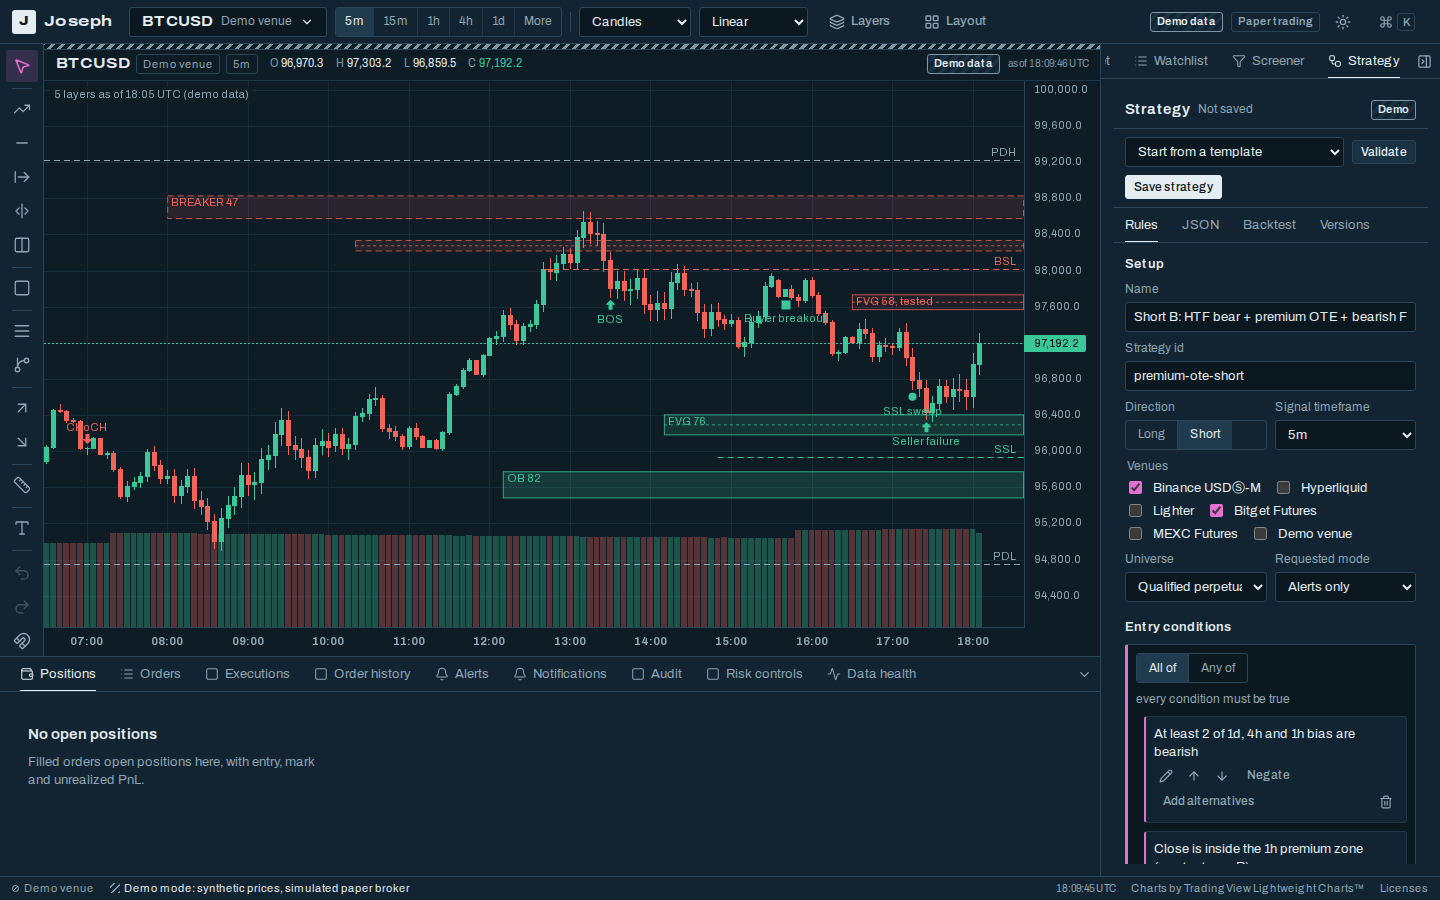 J Joseph BTCUSD Demo venue 5m 15m 1h 4h 1d More Candles Linear Layers Layout Demo data Paper trading ⌘ K
BTCUSD Demo venue 5m O 96,970.3 H 97,303.2 L 96,859.5 C 97,192.2 Demo data as of 18:09:46 UTC
5 layers as of 18:05 UTC (demo data)
100,000.0
99,600.0
PDH
99,200.0
98,800.0
BREAKER 47
98,400.0
BSL
98,000.0
FVG 58, tested
97,600.0
BOS
Buyer breakout
97,192.2
96,800.0
SSL sweep
96,400.0
FVG 76
CHoCH
Seller failure
SSL
96,000.0
OB 82
95,600.0
95,200.0
PDL
94,800.0
94,400.0
07:00 08:00 09:00 10:00 11:00 12:00 13:00 14:00 15:00 16:00 17:00 18:00
Positions Orders Executions Order history Alerts Notifications Audit Risk controls Data health
No open positions
Filled orders open positions here, with entry, mark
and unrealized PnL.
Watchlist Screener Strategy
Strategy Not saved Demo
Start from a template Validate
Save strategy
Rules JSON Backtest Versions
Setup
Name
Short B: HTF bear + premium OTE + bearish F
Strategy id
premium-ote-short
Direction Signal timeframe
Long Short 5m
Venues
Binance USDⓈ-M Hyperliquid
Lighter Bitget Futures
MEXC Futures Demo venue
Universe Requested mode
Qualified perpetua Alerts only
Entry conditions
All of Any of
every condition must be true
At least 2 of 1d, 4h and 1h bias are
bearish
Negate
Add alternatives
Close is inside the 1h premium zone
Demo venue Demo mode: synthetic prices, simulated paper broker 18:09:45 UTC Charts by TradingView Lightweight Charts™ Licenses